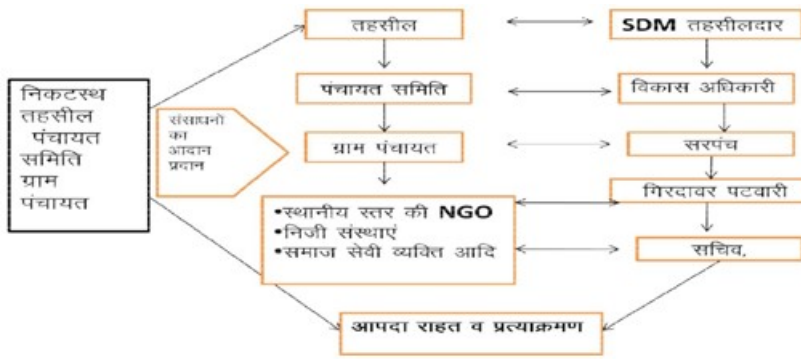 तहसील
SDM तहसीलदार
निकटस्थ
तहसील
पंचायत
समिति
ग्राम
पंचायत
संसाधनो
का
आदान
प्रदान
पंचायत समिति
विकास अधिकारी
ग्राम पंचायत
सरपंच
गिरदावर पटवारी
•स्थानीय स्तर की NGO
•निजी संस्थाएं
•समाज सेवी व्यक्ति आदि
सचिव,
आपदा राहत व प्रत्याक्रमण